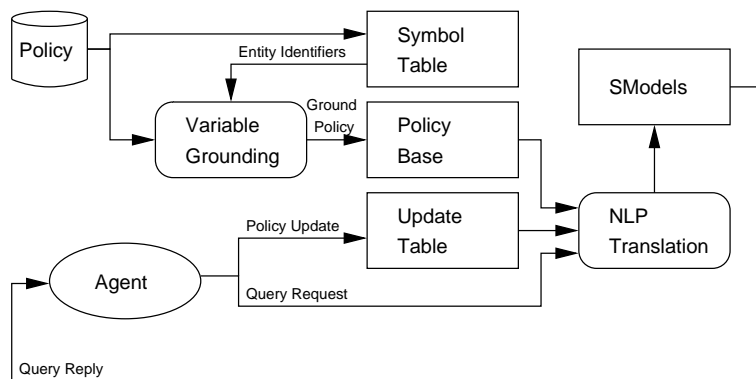 Policy
Symbol
Table
Entity Identifiers
SModels
Variable
Grounding
Ground
Policy
Policy
Base
Update
Table
NLP
Translation
Policy Update
Agent
Query Request
Query Reply